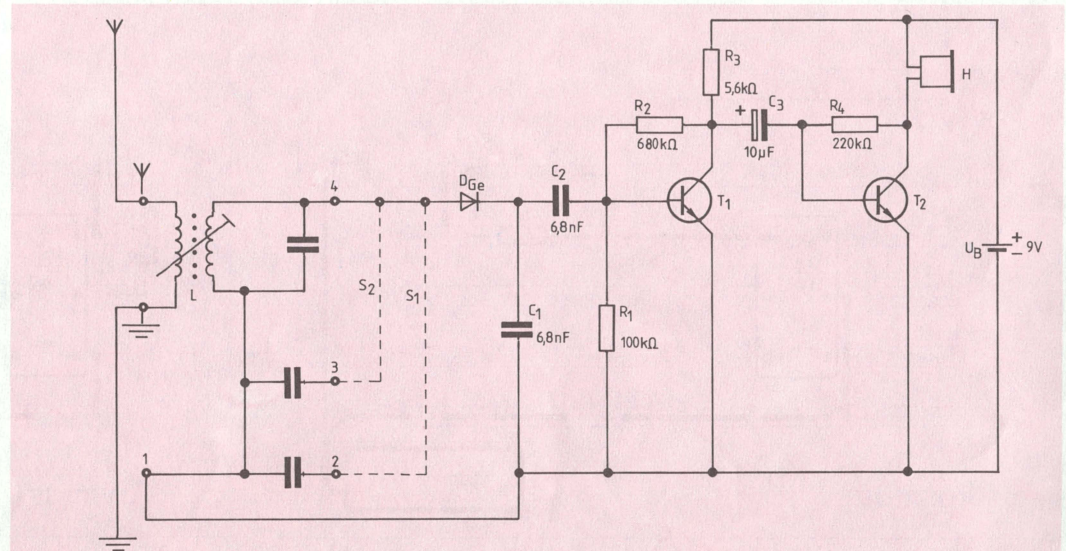 R3
5,6kΩ
H
R2
680kΩ
+
C3
10µF
R4
220kΩ
4
DGe
C2
6,8nF
T1
T2
UB
+
−
9V
L
S2
S1
C1
6,8nF
R1
100kΩ
3
1
2